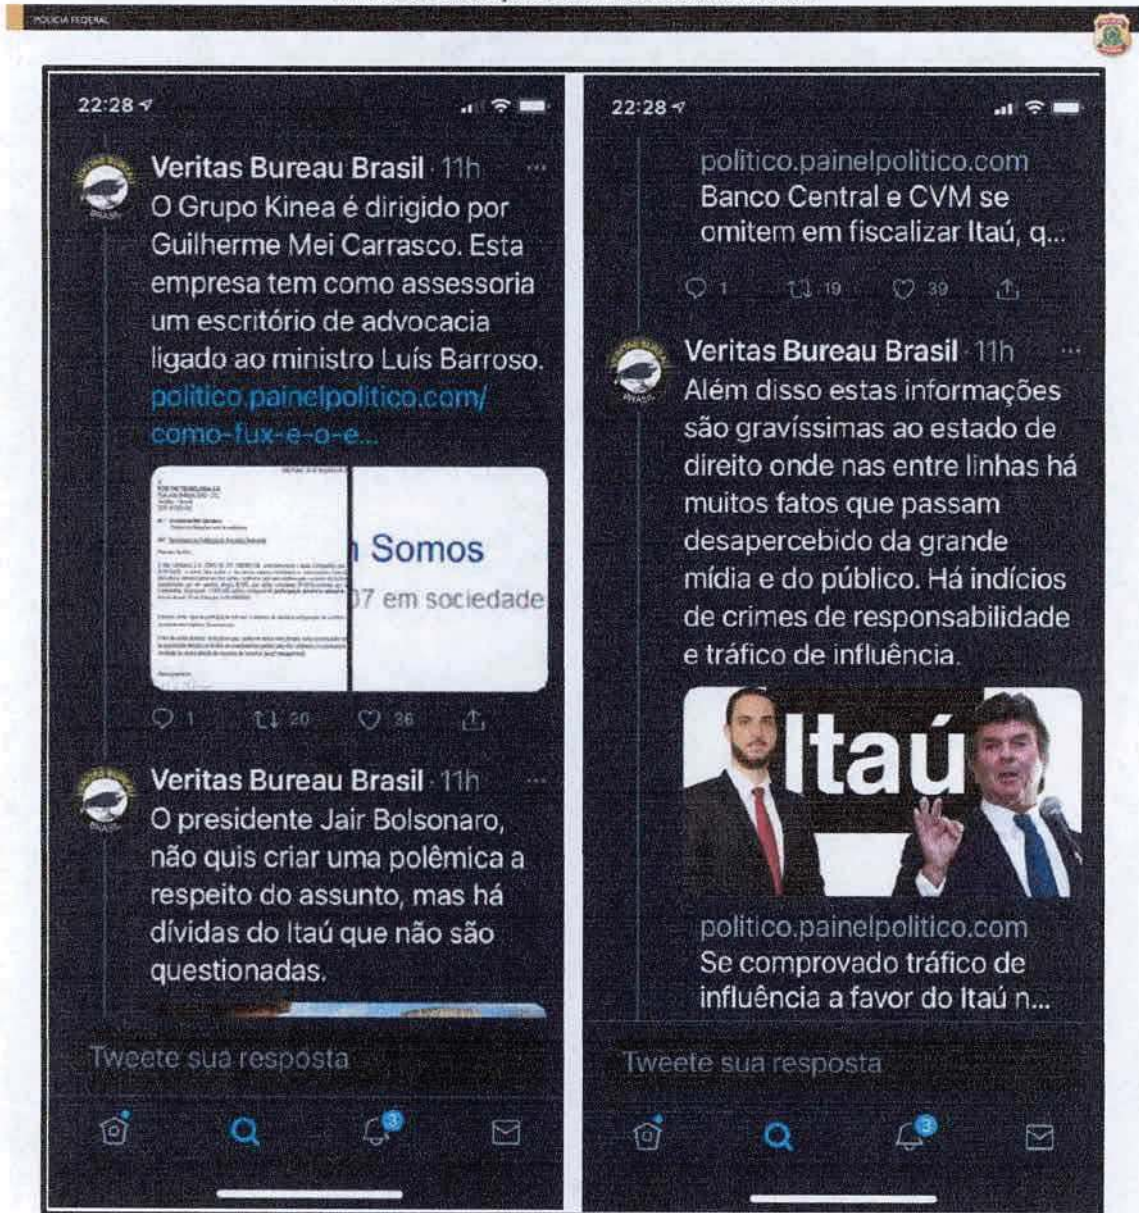 POLÍCIA FEDERAL
22:28
Veritas Bureau Brasil · 11h
O Grupo Kinea é dirigido por
Guilherme Mei Carrasco. Esta
empresa tem como assessoria
um escritório de advocacia
ligado ao ministro Luís Barroso.
politico.painelpolitico.com/
como-fux-e-o-e...
Somos
07 em sociedade
1 20 36
Veritas Bureau Brasil · 11h
O presidente Jair Bolsonaro,
não quis criar uma polêmica a
respeito do assunto, mas há
dívidas do Itaú que não são
questionadas.
Tweete sua resposta
3
22:28
politico.painelpolitico.com
Banco Central e CVM se
omitem em fiscalizar Itaú, q...
1 19 39
Veritas Bureau Brasil · 11h
Além disso estas informações
são gravíssimas ao estado de
direito onde nas entre linhas há
muitos fatos que passam
desapercebido da grande
mídia e do público. Há indícios
de crimes de responsabilidade
e tráfico de influência.
Itaú
politico.painelpolitico.com
Se comprovado tráfico de
influência a favor do Itaú n...
Tweete sua resposta
3